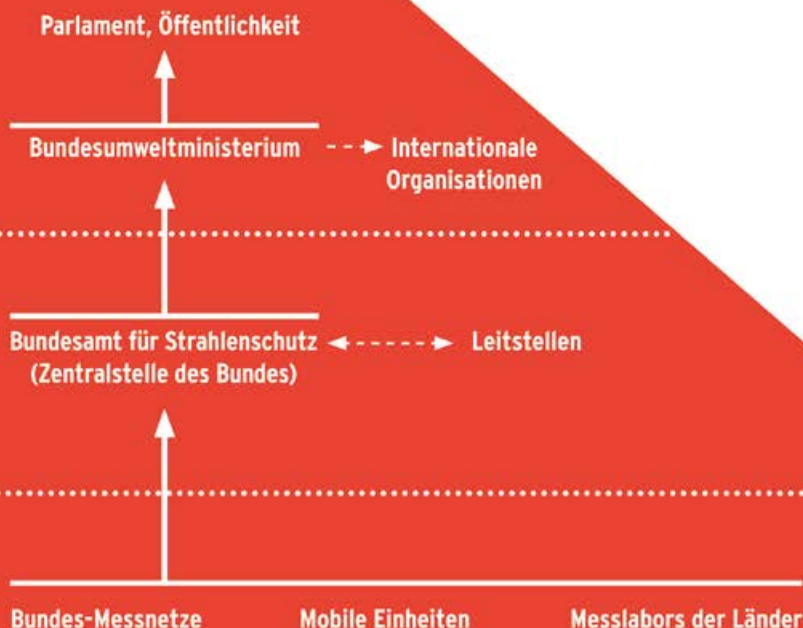 Parlament, Öffentlichkeit
Bundesumweltministerium
Internationale
Organisationen
Bundesamt für Strahlenschutz
(Zentralstelle des Bundes)
Leitstellen
Bundes-Messnetze
Mobile Einheiten
Messlabors der Länder